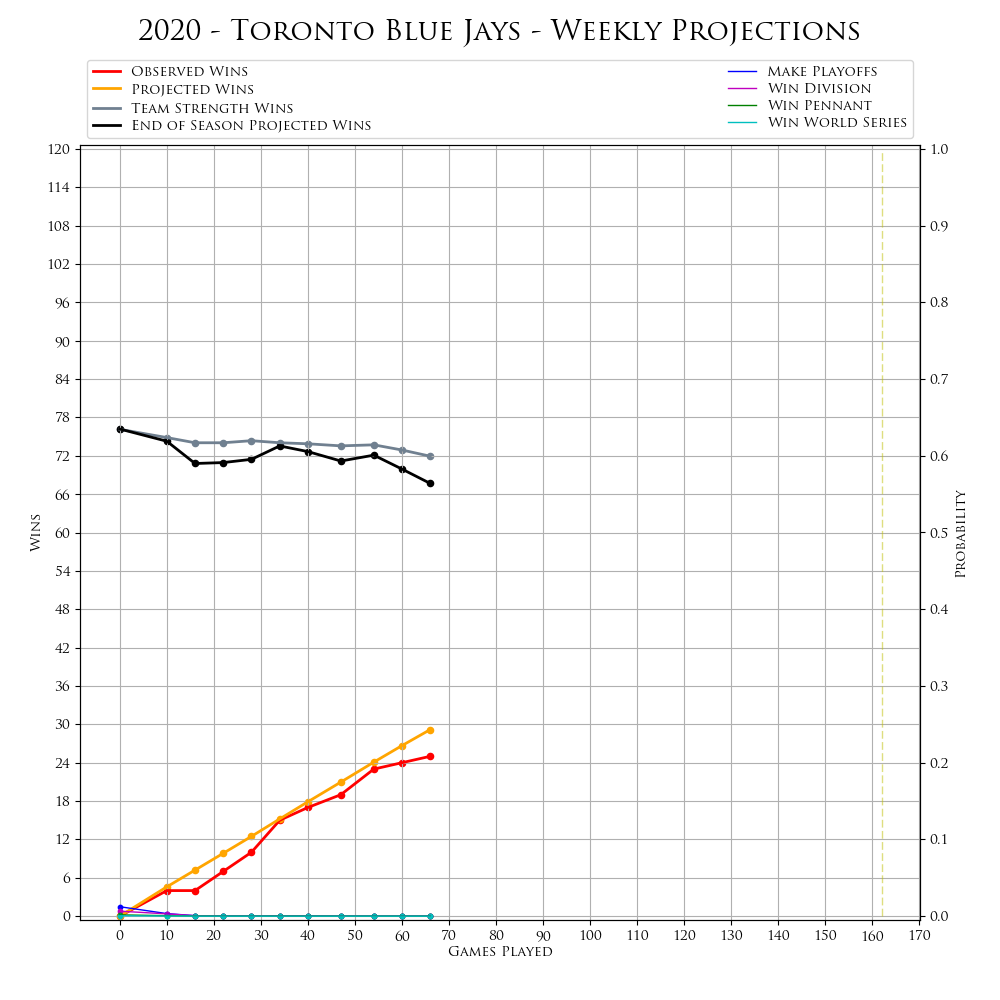 2020 - Toronto Blue Jays - Weekly Projections
Observed Wins
Projected Wins
Team Strength Wins
End of Season Projected Wins
Make Playoffs
Win Division
Win Pennant
Win World Series
120
114
108
102
96
90
84
78
72
66
60
54
48
42
36
30
24
18
12
6
0
Wins
1.0
0.9
0.8
0.7
0.6
0.5
0.4
0.3
0.2
0.1
0.0
Probability
0 10 20 30 40 50 60 70 80 90 100 110 120 130 140 150 160 170
Games Played